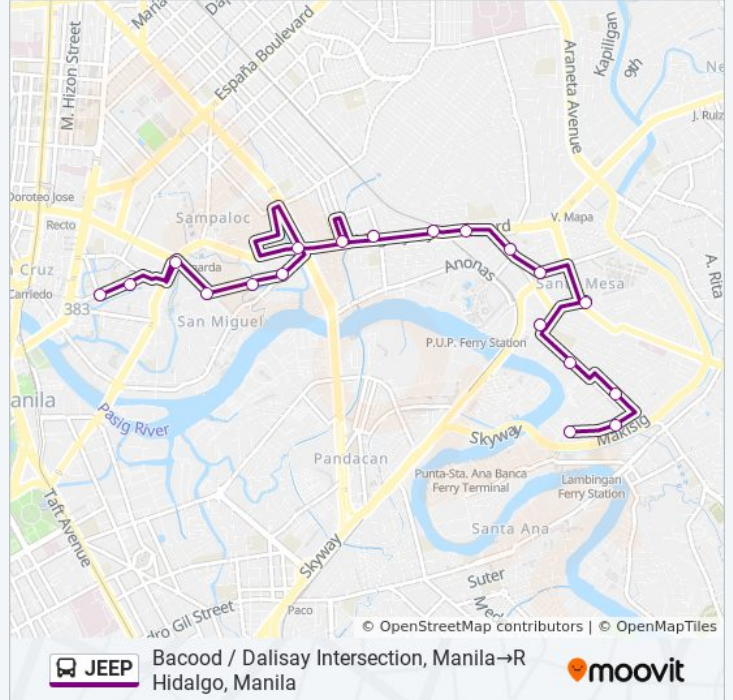 Maria
España Boulevard
M. Hizon Street
Araneta Avenue
Kapiligan
9th
J. Ruiz
Doroteo Jose
Recto
Sampaloc
V. Mapa
Cruz
Carriedo
383
San Miguel
Anonas
Santa Mesa
A. Rita
P.U.P. Ferry Station
anila
Pasig River
Pandacan
Skyway
Makisig
Punta-Sta. Ana Banca
Ferry Terminal
Lambingan
Ferry Station
Taft Avenue
Santa Ana
Skyway
Suter
Paco
dro Gil Street
© OpenStreetMap contributors | © OpenMapTiles
JEEP
Bacood / Dalisay Intersection, Manila→R
Hidalgo, Manila
moovit